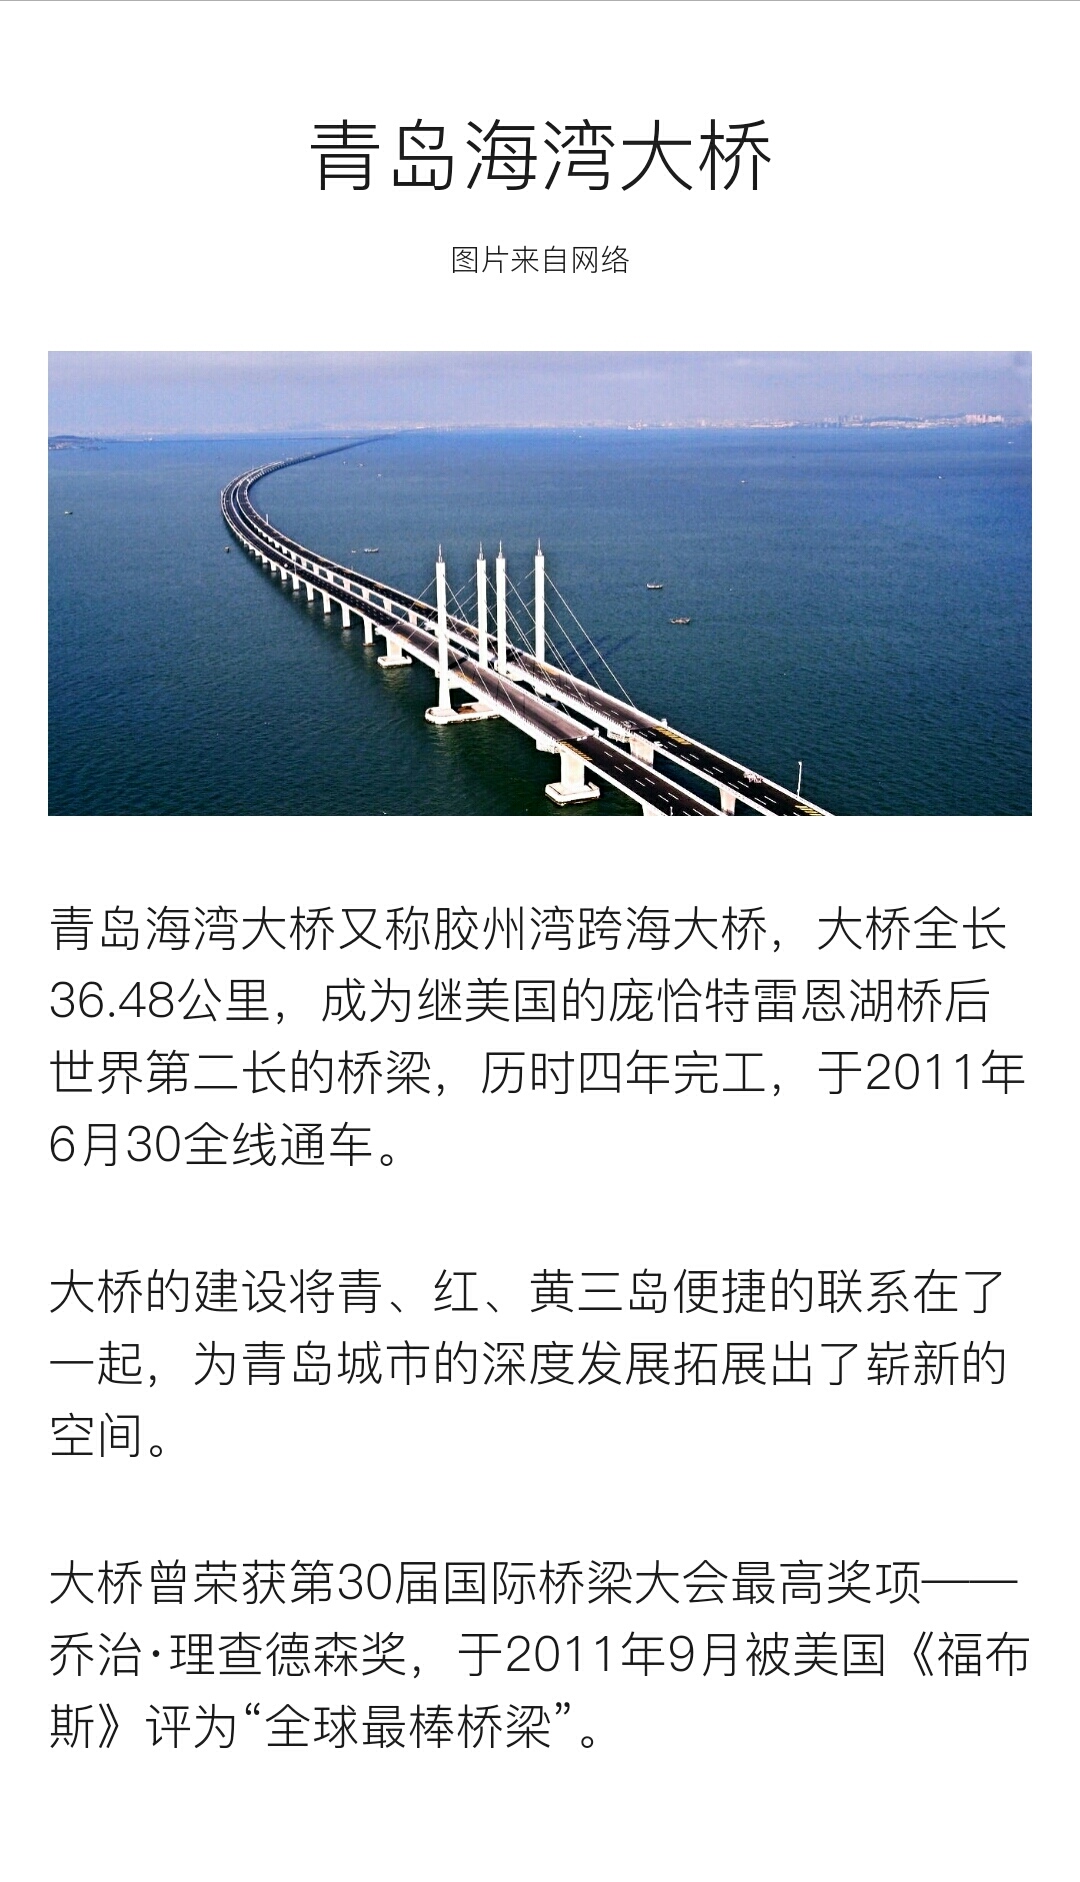 青岛海湾大桥
图片来自网络
青岛海湾大桥又称胶州湾跨海大桥，大桥全长
36.48公里，成为继美国的庞恰特雷恩湖桥后
世界第二长的桥梁，历时四年完工，于2011年
6月30全线通车。
大桥的建设将青、红、黄三岛便捷的联系在了
一起，为青岛城市的深度发展拓展出了崭新的
空间。
大桥曾荣获第30届国际桥梁大会最高奖项——
乔治·理查德森奖，于2011年9月被美国《福布
斯》评为“全球最棒桥梁”。